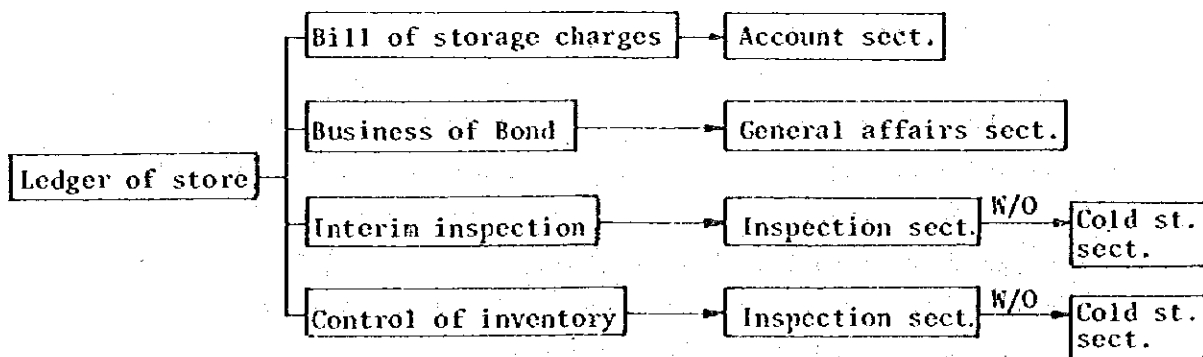 Bill of storage charges
Account sect.
Business of Bond
General affairs sect.
Ledger of store
Interim inspection
Inspection sect.
W/O
Cold st.
sect.
Control of inventory
Inspection sect.
W/O
Cold st.
sect.